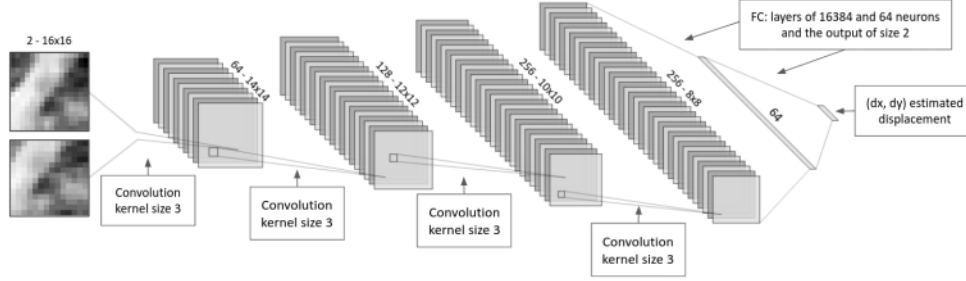 2 - 16x16
64 - 14x14
128 - 12x12
256 - 10x10
256 - 8x8
64
FC: layers of 16384 and 64 neurons
and the output of size 2
(dx, dy) estimated
displacement
Convolution
kernel size 3
Convolution
kernel size 3
Convolution
kernel size 3
Convolution
kernel size 3